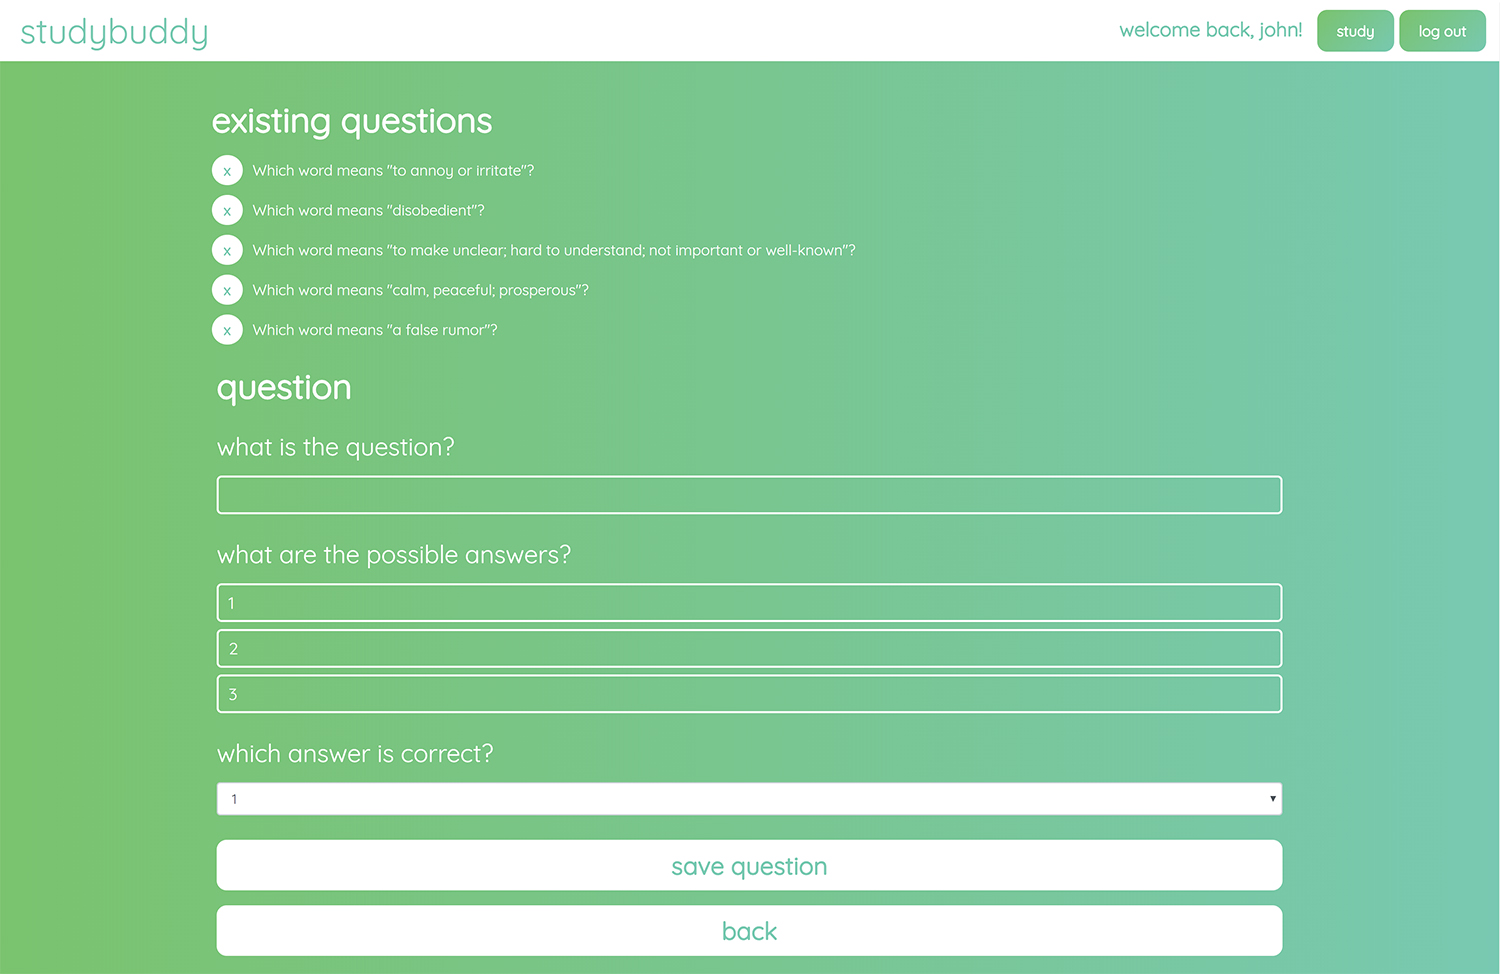 studybuddy
welcome back, john! study log out
existing questions
x Which word means "to annoy or irritate"?
x Which word means "disobedient"?
x Which word means "to make unclear; hard to understand; not important or well-known"?
x Which word means "calm, peaceful; prosperous"?
x Which word means "a false rumor"?
question
what is the question?
what are the possible answers?
1
2
3
which answer is correct?
1
save question
back